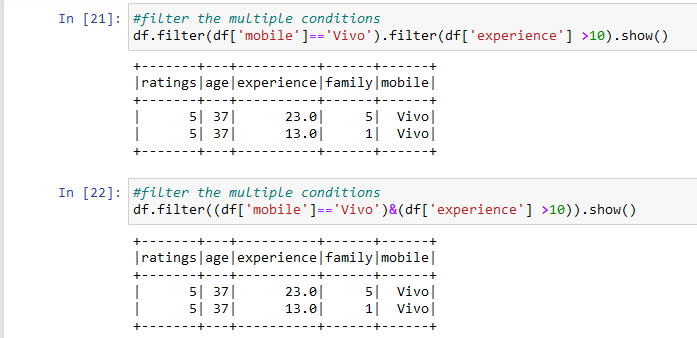 In [21]: #filter the multiple conditions
df.filter(df['mobile']=='Vivo').filter(df['experience'] >10).show()
+-------+---+----------+------+------+
|ratings|age|experience|family|mobile|
+-------+---+----------+------+------+
|      5| 37|      23.0|     5|  Vivo|
|      5| 37|      13.0|     1|  Vivo|
+-------+---+----------+------+------+
In [22]: #filter the multiple conditions
df.filter((df['mobile']=='Vivo')&(df['experience'] >10)).show()
+-------+---+----------+------+------+
|ratings|age|experience|family|mobile|
+-------+---+----------+------+------+
|      5| 37|      23.0|     5|  Vivo|
|      5| 37|      13.0|     1|  Vivo|
+-------+---+----------+------+------+